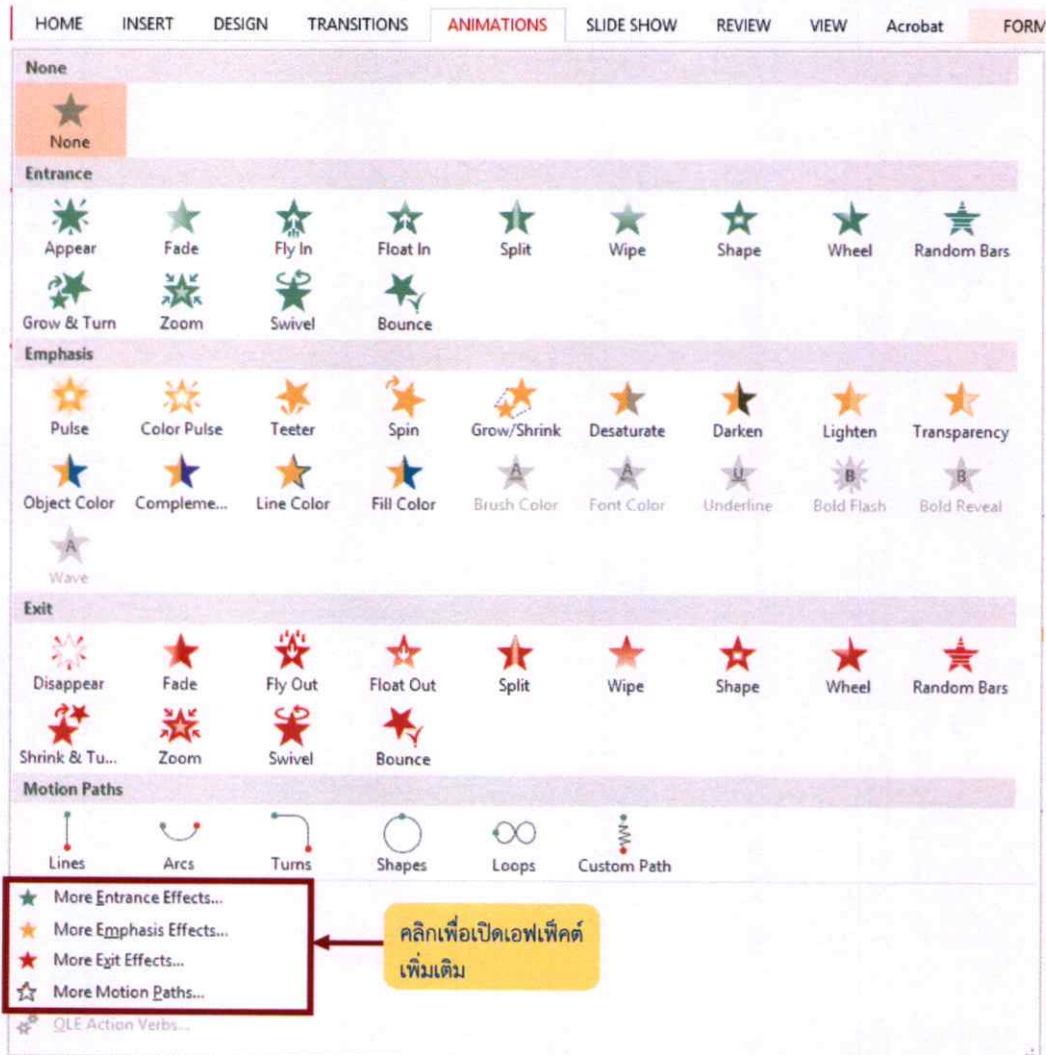 HOME INSERT DESIGN TRANSITIONS ANIMATIONS SLIDE SHOW REVIEW VIEW Acrobat FORM
None
None
Entrance
Appear Fade Fly In Float In Split Wipe Shape Wheel Random Bars
Grow & Turn Zoom Swivel Bounce
Emphasis
Pulse Color Pulse Teeter Spin Grow/Shrink Desaturate Darken Lighten Transparency
Object Color Compleme... Line Color Fill Color Brush Color Font Color Underline Bold Flash Bold Reveal
Wave
Exit
Disappear Fade Fly Out Float Out Split Wipe Shape Wheel Random Bars
Shrink & Tu... Zoom Swivel Bounce
Motion Paths
Lines Arcs Turns Shapes Loops Custom Path
More Entrance Effects...
More Emphasis Effects...
More Exit Effects...
More Motion Paths...
OLE Action Verbs...
คลิกเพื่อเปิดเอฟเฟ็คต์
เพิ่มเติม